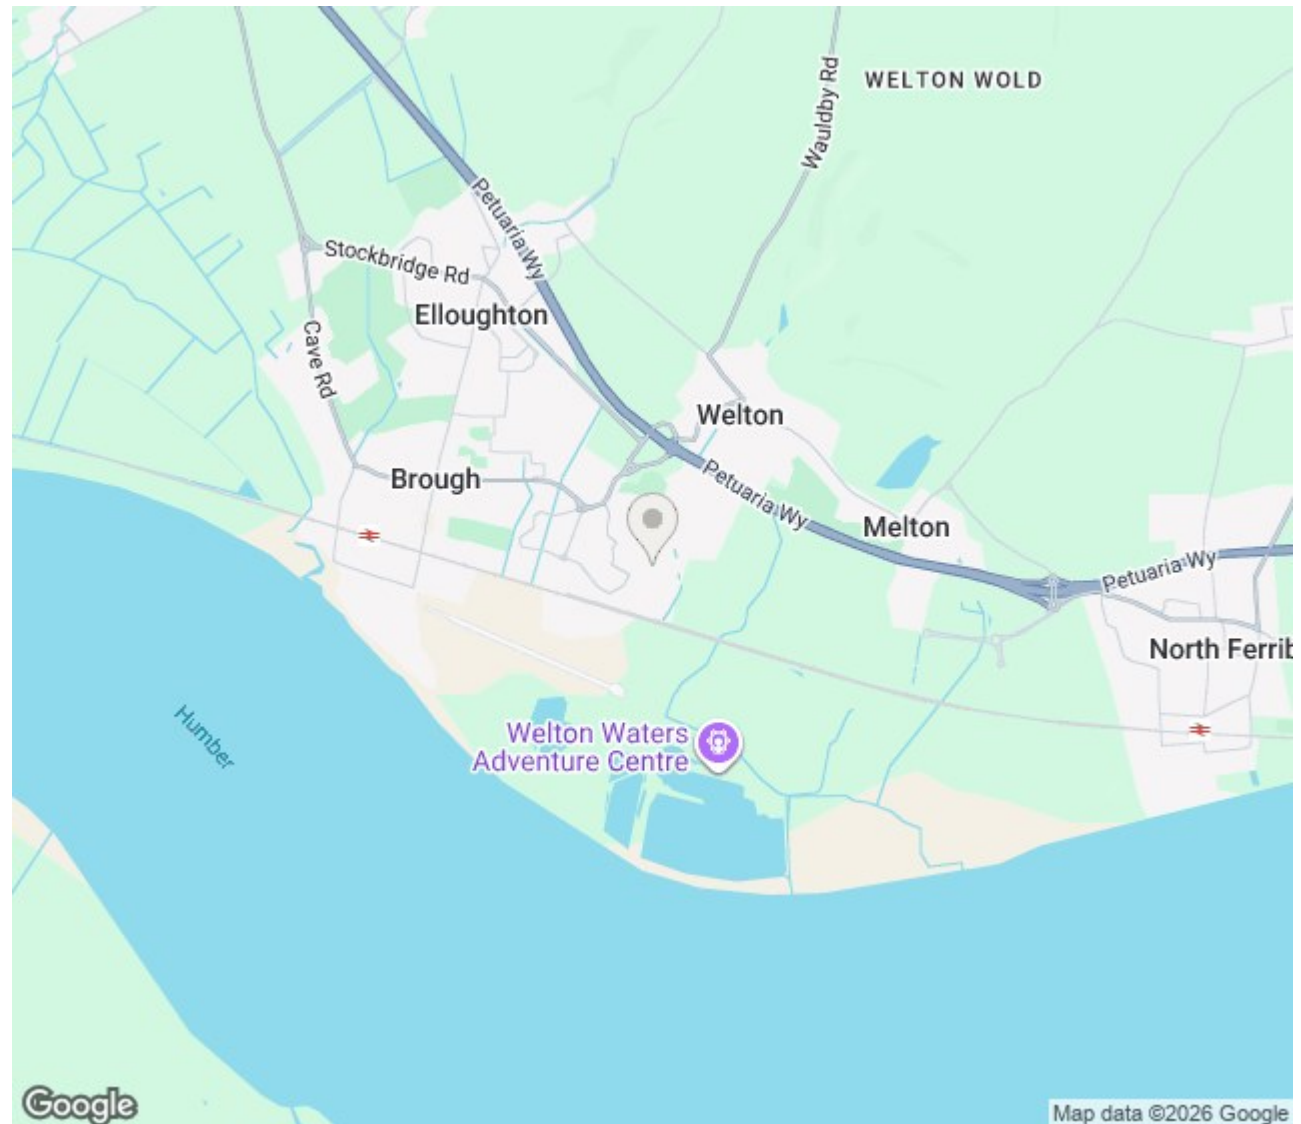 WELTON WOLD
Wauldby Rd
Petuaria Wy
Stockbridge Rd
Elloughton
Cave Rd
Welton
Brough
Petuaria Wy
Melton
Petuaria Wy
North Ferrib
Humber
Welton Waters
Adventure Centre
Google
Map data ©2026 Google